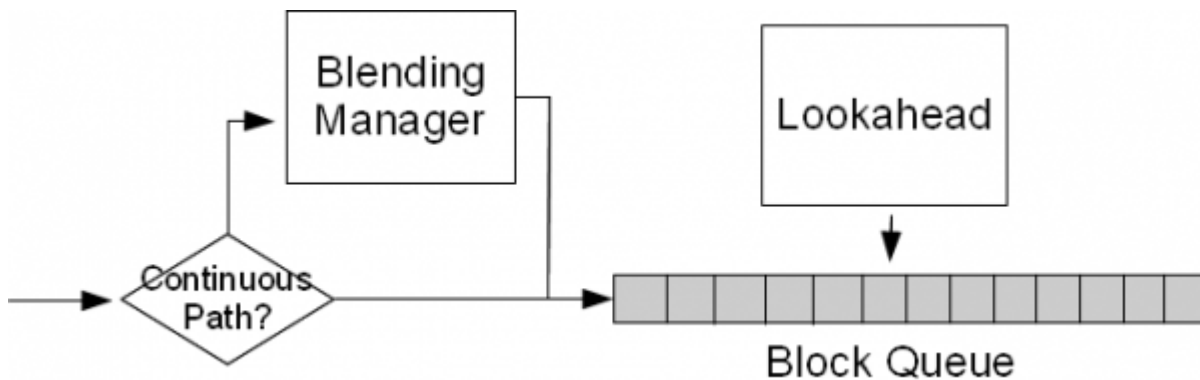 Blending
Manager
Lookahead
Continuous
Path?
Block Queue